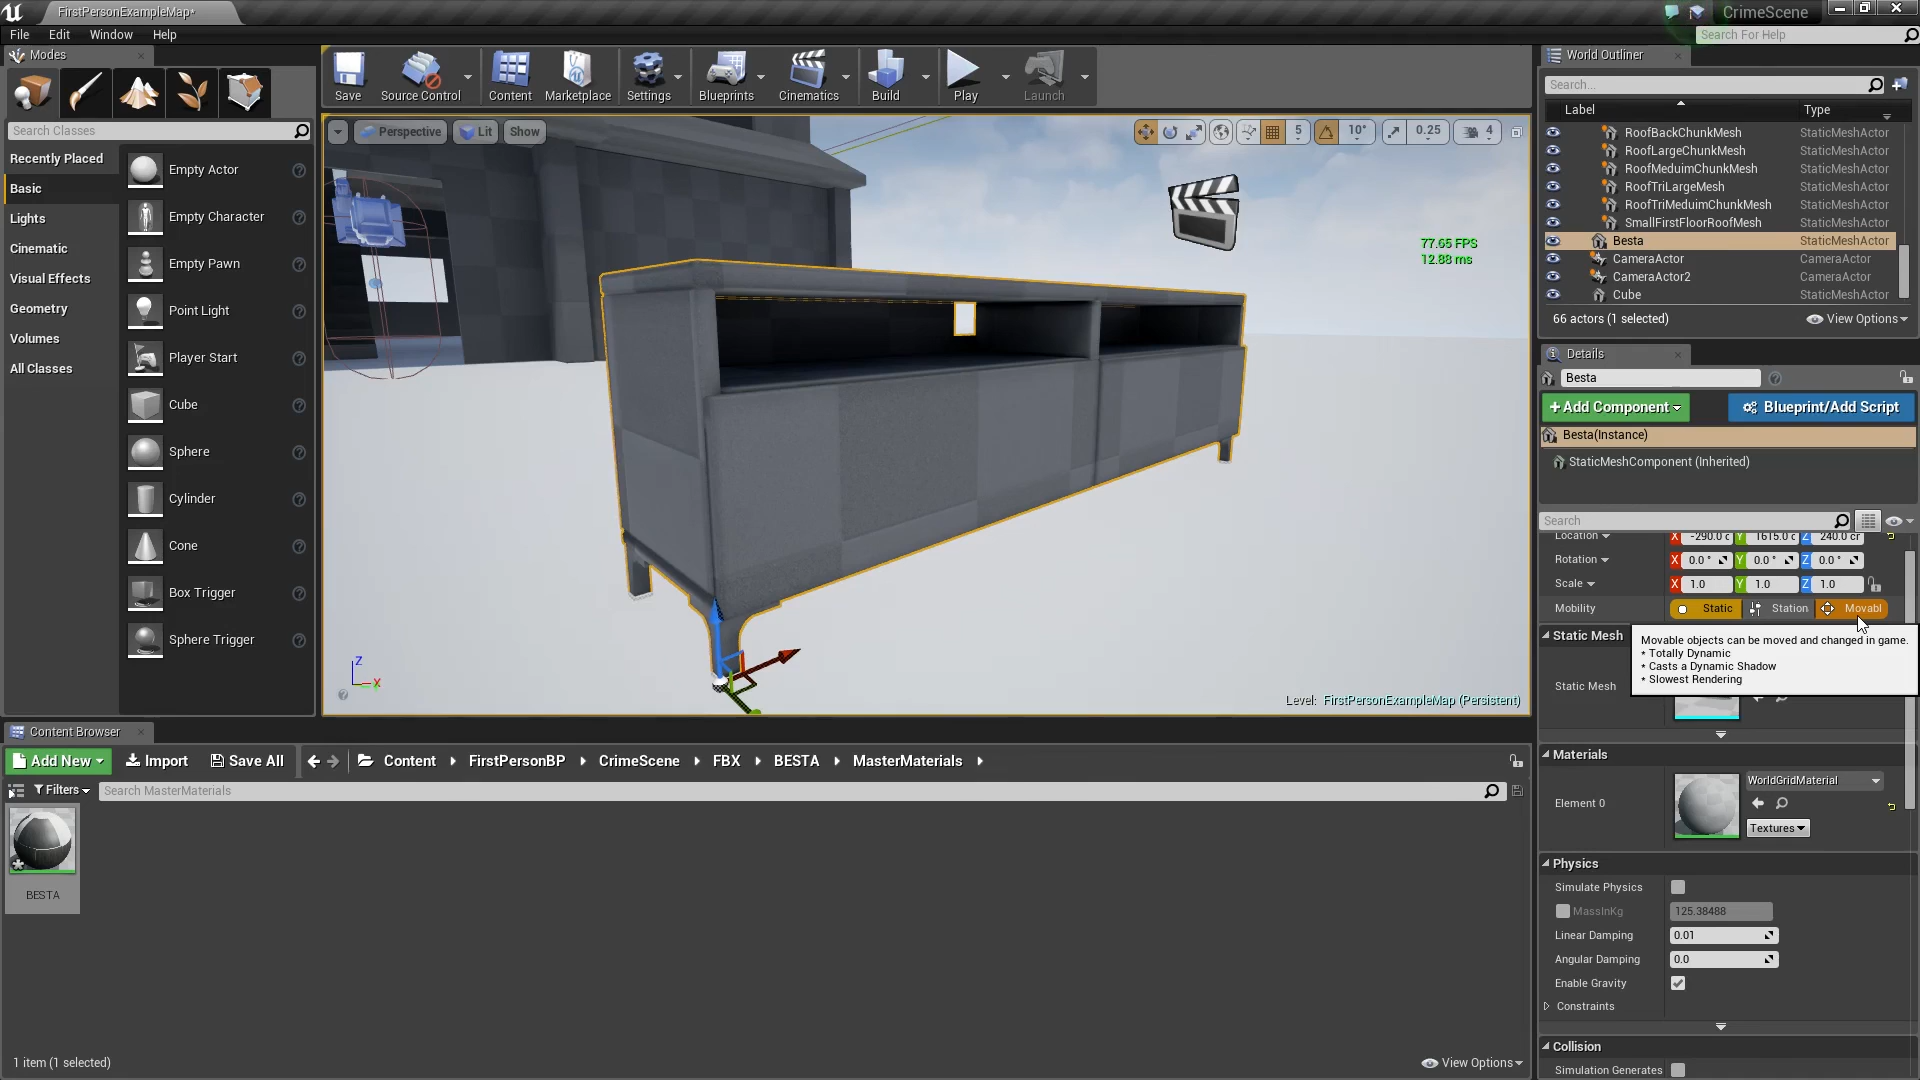 FirstPersonExampleMap*
CrimeScene
File Edit Window Help
Search For Help
Modes
Search Classes
Recently Placed
Basic
Lights
Cinematic
Visual Effects
Geometry
Volumes
All Classes
Empty Actor
Empty Character
Empty Pawn
Point Light
Player Start
Cube
Sphere
Cylinder
Cone
Box Trigger
Sphere Trigger
Save Source Control Content Marketplace Settings Blueprints Cinematics Build Play Launch
Perspective Lit Show
5 10° 0.25 4
77.65 FPS
12.88 ms
Z
X
Level: FirstPersonExampleMap (Persistent)
World Outliner
Search...
Label Type
RoofBackChunkMesh StaticMeshActor
RoofLargeChunkMesh StaticMeshActor
RoofMeduimChunkMesh StaticMeshActor
RoofTriLargeMesh StaticMeshActor
RoofTriMeduimChunkMesh StaticMeshActor
SmallFirstFloorRoofMesh StaticMeshActor
Besta StaticMeshActor
CameraActor CameraActor
CameraActor2 CameraActor
Cube StaticMeshActor
66 actors (1 selected) View Options
Details
Besta
+Add Component Blueprint/Add Script
Besta(Instance)
StaticMeshComponent (Inherited)
Search
Location X -290.0 c Y 1615.0 c Z 240.0 cr
Rotation X 0.0 ° Y 0.0 ° Z 0.0 °
Scale X 1.0 Y 1.0 Z 1.0
Mobility Static Station Movabl
Static Mesh
Movable objects can be moved and changed in game.
* Totally Dynamic
* Casts a Dynamic Shadow
* Slowest Rendering
Static Mesh
Materials
Element 0
WorldGridMaterial
Textures
Physics
Simulate Physics
MassInKg 125.38488
Linear Damping 0.01
Angular Damping 0.0
Enable Gravity
Constraints
Collision
Simulation Generates
Content Browser
Add New Import Save All Content FirstPersonBP CrimeScene FBX BESTA MasterMaterials
Filters Search MasterMaterials
BESTA
1 item (1 selected) View Options